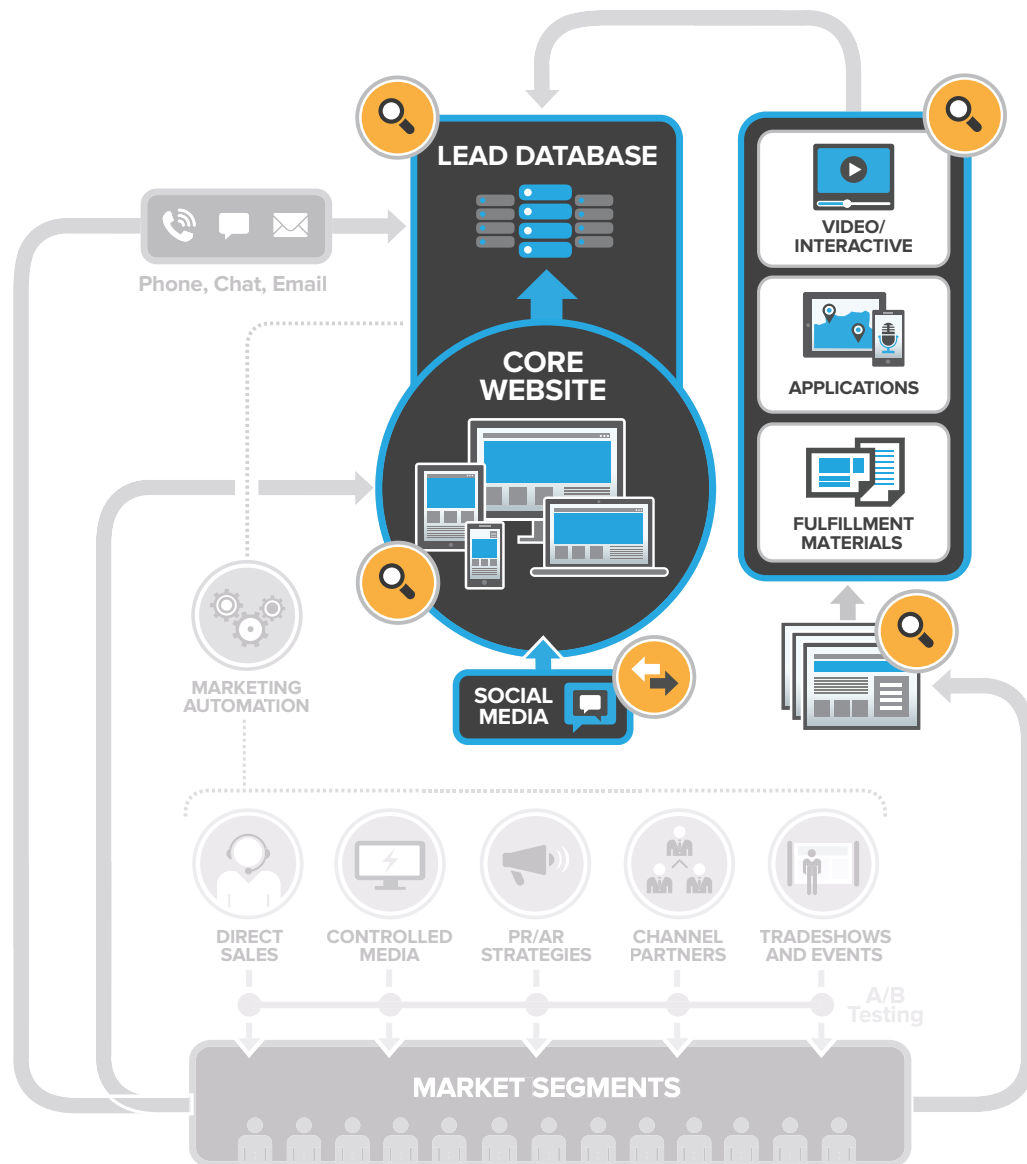 LEAD DATABASE
VIDEO/
INTERACTIVE
Phone, Chat, Email
CORE
WEBSITE
APPLICATIONS
FULFILLMENT
MATERIALS
MARKETING
AUTOMATION
SOCIAL
MEDIA
DIRECT
SALES
CONTROLLED
MEDIA
PR/AR
STRATEGIES
CHANNEL
PARTNERS
TRADESHOWS
AND EVENTS
A/B
Testing
MARKET SEGMENTS